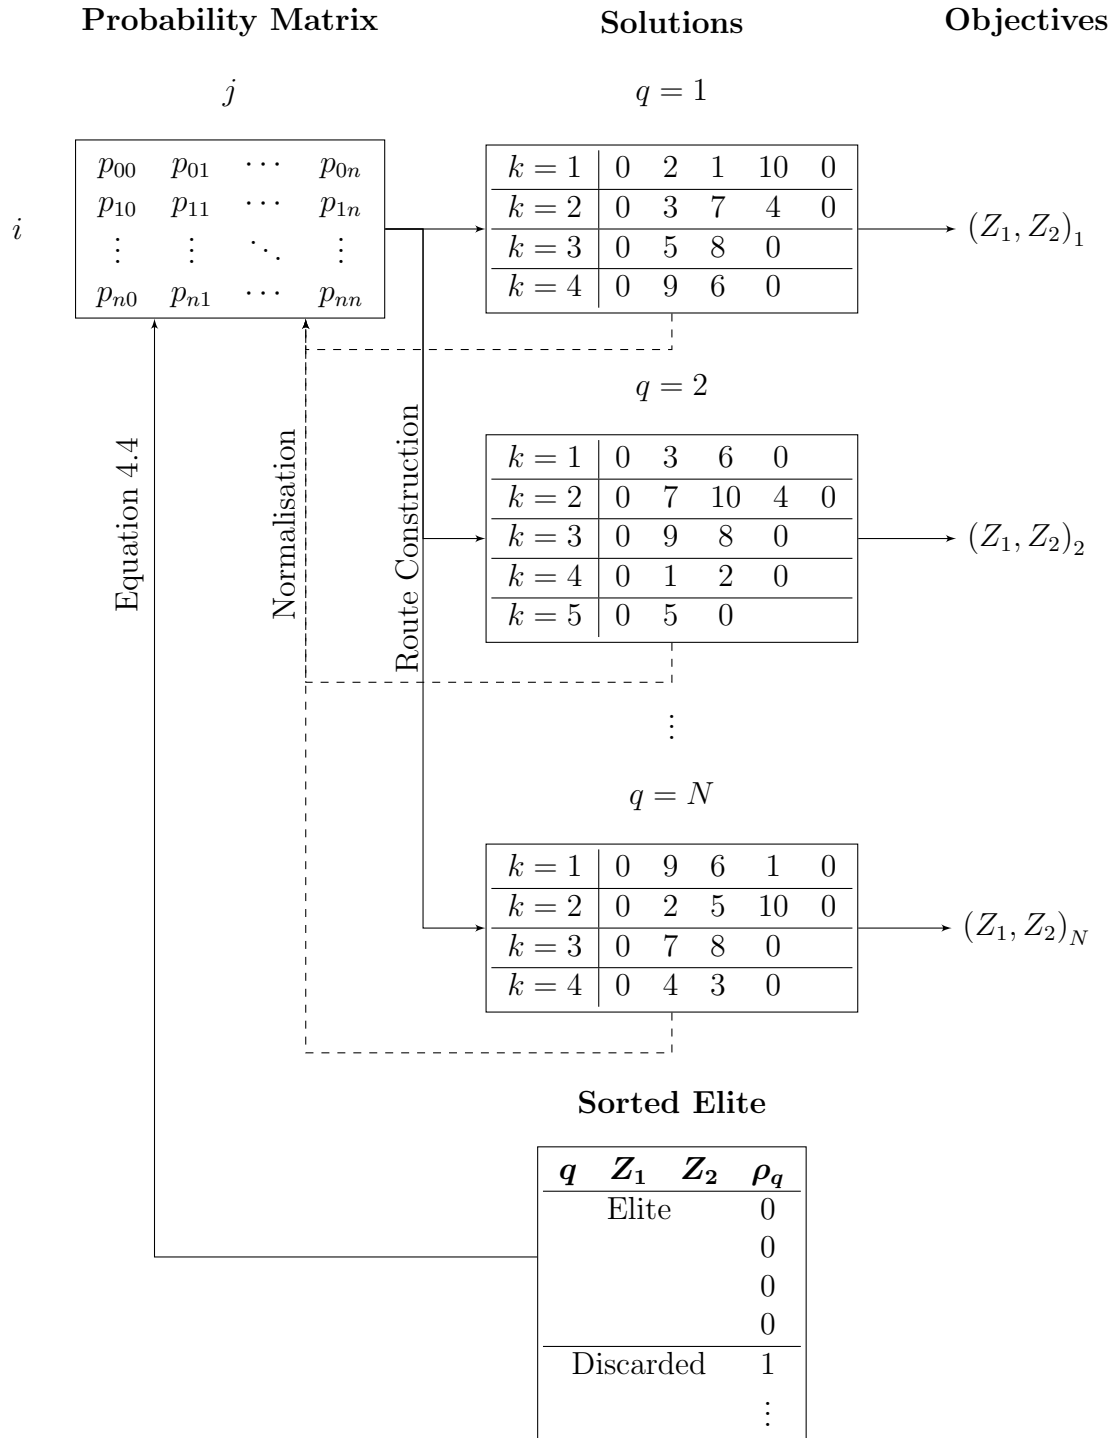 Probability Matrix Solutions Objectives
j
q = 1
i
p₀₀ p₀₁ ⋯ p₀ₙ
p₁₀ p₁₁ ⋯ p₁ₙ
⋮ ⋮ ⋱ ⋮
pₙ₀ pₙ₁ ⋯ pₙₙ
k = 1 0 2 1 10 0
k = 2 0 3 7 4 0
k = 3 0 5 8 0
k = 4 0 9 6 0
(Z₁, Z₂)₁
Equation 4.4
Normalisation
Route Construction
q = 2
k = 1 0 3 6 0
k = 2 0 7 10 4 0
k = 3 0 9 8 0
k = 4 0 1 2 0
k = 5 0 5 0
(Z₁, Z₂)₂
⋮
q = N
k = 1 0 9 6 1 0
k = 2 0 2 5 10 0
k = 3 0 7 8 0
k = 4 0 4 3 0
(Z₁, Z₂)_N
Sorted Elite
q Z₁ Z₂ ρ_q
Elite 0
0
0
0
Discarded 1
⋮